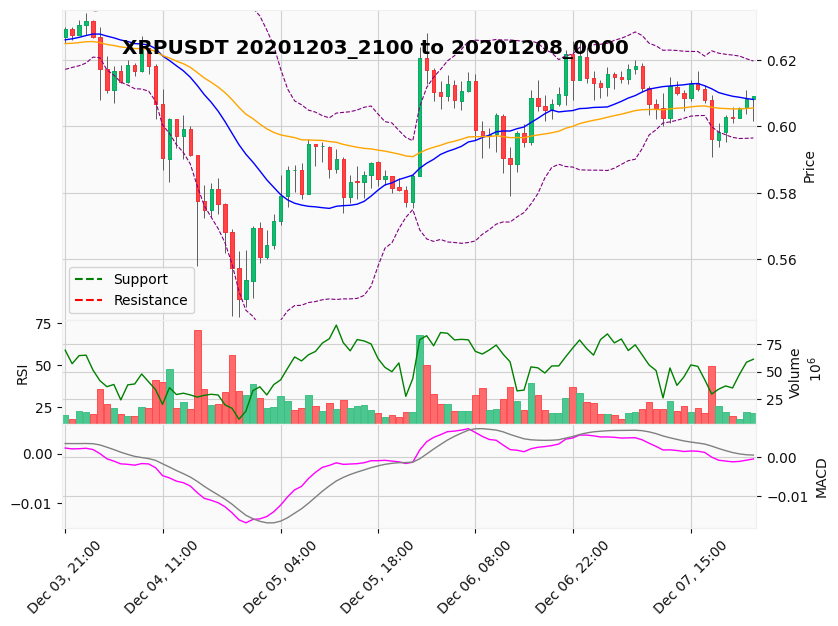 XRPUSDT 20201203_2100 to 20201208_0000
0.62
0.60
0.58
0.56
Price
Support
Resistance
75
50
25
RSI
75
50
25
Volume
10⁶
0.00
−0.01
0.00
−0.01
MACD
Dec 03, 21:00
Dec 04, 11:00
Dec 05, 04:00
Dec 05, 18:00
Dec 06, 08:00
Dec 06, 22:00
Dec 07, 15:00